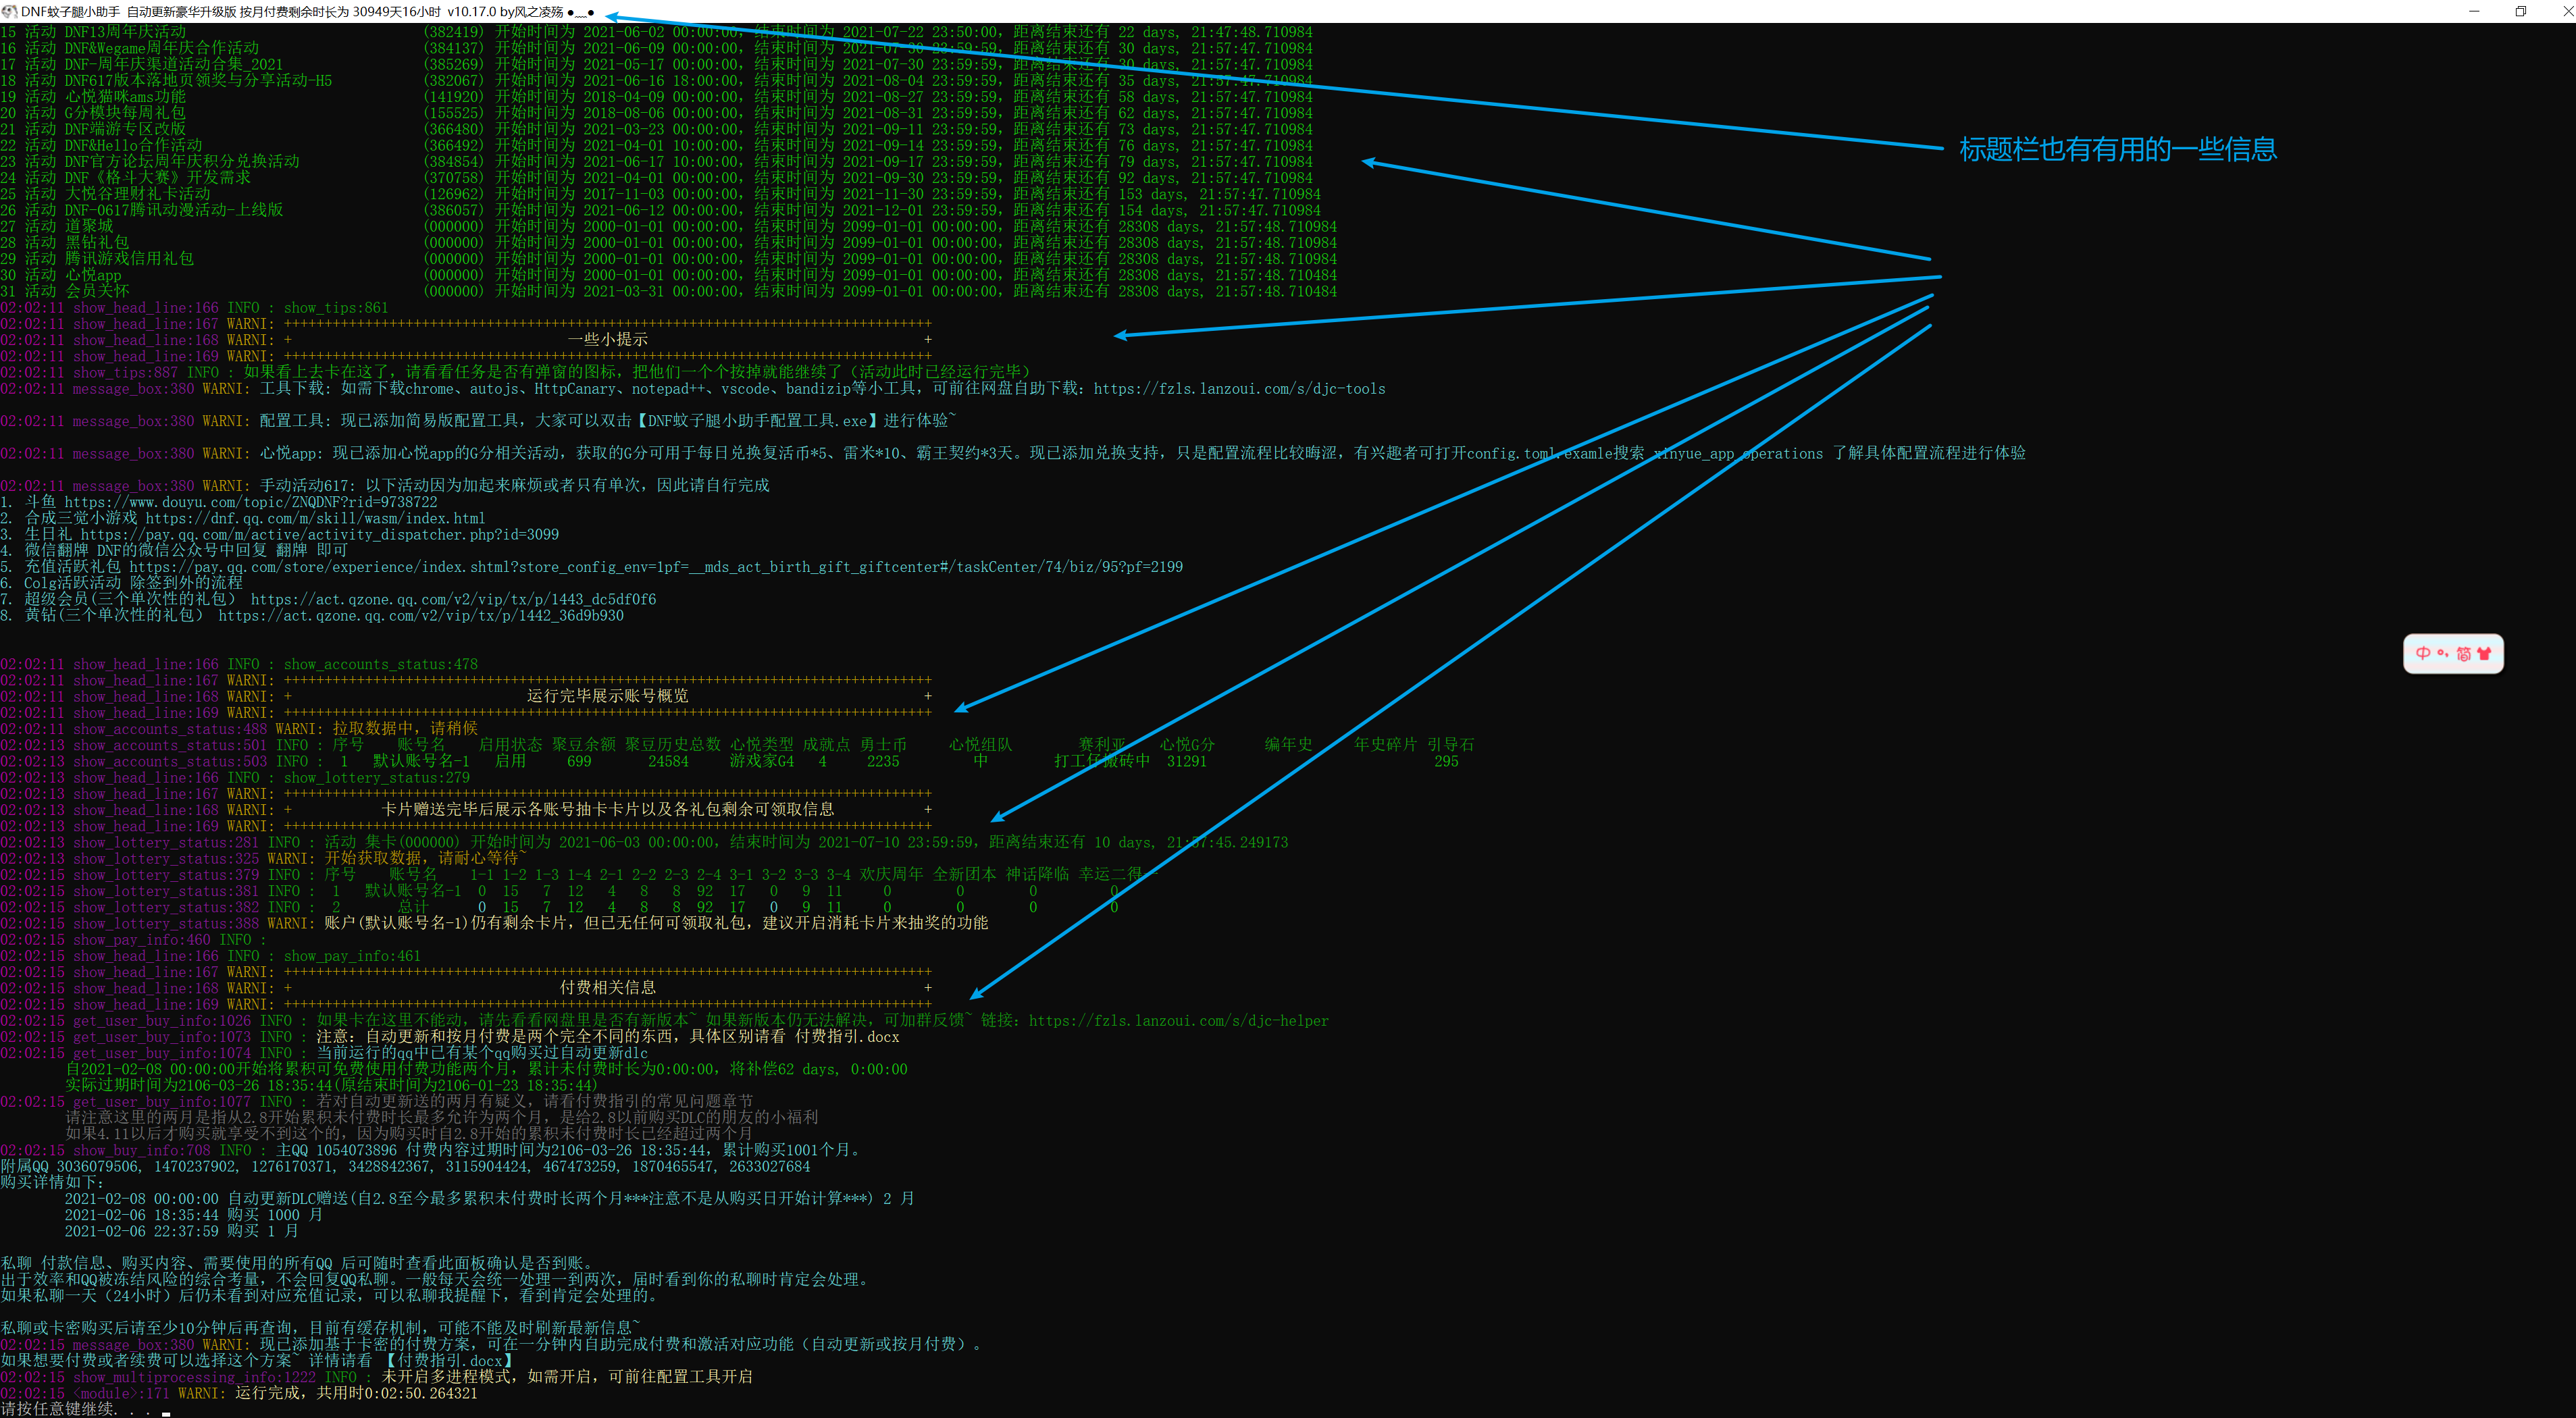 DNF蚊子腿小助手 自动更新豪华升级版 按月付费剩余时长为 30949天16小时 v10.17.0 by风之凌殇 ●﹏●
15 活动 DNF13周年庆活动 (382419) 开始时间为 2021-06-02 00:00:00，结束时间为 2021-07-22 23:50:00，距离结束还有 22 days, 21:47:48.710984
16 活动 DNF&Wegame周年庆合作活动 (384137) 开始时间为 2021-06-09 00:00:00，结束时间为 2021-07-30 23:59:59，距离结束还有 30 days, 21:57:47.710984
17 活动 DNF-周年庆渠道活动合集_2021 (385269) 开始时间为 2021-05-17 00:00:00，结束时间为 2021-07-30 23:59:59，距离结束还有 30 days, 21:57:47.710984
18 活动 DNF617版本落地页领奖与分享活动-H5 (382067) 开始时间为 2021-06-16 18:00:00，结束时间为 2021-08-04 23:59:59，距离结束还有 35 days, 21:57:47.710984
19 活动 心悦猫咪ams功能 (141920) 开始时间为 2018-04-09 00:00:00，结束时间为 2021-08-27 23:59:59，距离结束还有 58 days, 21:57:47.710984
20 活动 G分模块每周礼包 (155525) 开始时间为 2018-08-06 00:00:00，结束时间为 2021-08-31 23:59:59，距离结束还有 62 days, 21:57:47.710984
21 活动 DNF端游专区改版 (366480) 开始时间为 2021-03-23 00:00:00，结束时间为 2021-09-11 23:59:59，距离结束还有 73 days, 21:57:47.710984
22 活动 DNF&Hello合作活动 (366492) 开始时间为 2021-04-01 10:00:00，结束时间为 2021-09-14 23:59:59，距离结束还有 76 days, 21:57:47.710984
标题栏也有有用的一些信息
23 活动 DNF官方论坛周年庆积分兑换活动 (384854) 开始时间为 2021-06-17 10:00:00，结束时间为 2021-09-17 23:59:59，距离结束还有 79 days, 21:57:47.710984
24 活动 DNF《格斗大赛》开发需求 (370758) 开始时间为 2021-04-01 00:00:00，结束时间为 2021-09-30 23:59:59，距离结束还有 92 days, 21:57:47.710984
25 活动 大悦谷理财礼卡活动 (126962) 开始时间为 2017-11-03 00:00:00，结束时间为 2021-11-30 23:59:59，距离结束还有 153 days, 21:57:47.710984
26 活动 DNF-0617腾讯动漫活动-上线版 (386057) 开始时间为 2021-06-12 00:00:00，结束时间为 2021-12-01 23:59:59，距离结束还有 154 days, 21:57:47.710984
27 活动 道聚城 (000000) 开始时间为 2000-01-01 00:00:00，结束时间为 2099-01-01 00:00:00，距离结束还有 28308 days, 21:57:48.710984
28 活动 黑钻礼包 (000000) 开始时间为 2000-01-01 00:00:00，结束时间为 2099-01-01 00:00:00，距离结束还有 28308 days, 21:57:48.710984
29 活动 腾讯游戏信用礼包 (000000) 开始时间为 2000-01-01 00:00:00，结束时间为 2099-01-01 00:00:00，距离结束还有 28308 days, 21:57:48.710984
30 活动 心悦app (000000) 开始时间为 2000-01-01 00:00:00，结束时间为 2099-01-01 00:00:00，距离结束还有 28308 days, 21:57:48.710484
31 活动 会员关怀 (000000) 开始时间为 2021-03-31 00:00:00，结束时间为 2099-01-01 00:00:00，距离结束还有 28308 days, 21:57:48.710484
02:02:11 show_head_line:166 INFO : show_tips:861
02:02:11 show_head_line:167 WARNI: ++++++++++++++++++++++++++++++++++++++++++++++++++++++++++++++++++++++++++++++++
02:02:11 show_head_line:168 WARNI: + 一些小提示 +
02:02:11 show_head_line:169 WARNI: ++++++++++++++++++++++++++++++++++++++++++++++++++++++++++++++++++++++++++++++++
02:02:11 show_tips:887 INFO : 如果看上去卡在这了，请看看任务是否有弹窗的图标，把他们一个个按掉就能继续了（活动此时已经运行完毕）
02:02:11 message_box:380 WARNI: 工具下载: 如需下载chrome、autojs、HttpCanary、notepad++、vscode、bandizip等小工具，可前往网盘自助下载: https://fzls.lanzoui.com/s/djc-tools
02:02:11 message_box:380 WARNI: 配置工具: 现已添加简易版配置工具，大家可以双击【DNF蚊子腿小助手配置工具.exe】进行体验~
02:02:11 message_box:380 WARNI: 心悦app: 现已添加心悦app的G分相关活动，获取的G分可用于每日兑换复活币*5、雷米*10、霸王契约*3天。现已添加兑换支持，只是配置流程比较晦涩，有兴趣者可打开config.toml.examle搜索 xinyue_app_operations 了解具体配置流程进行体验
02:02:11 message_box:380 WARNI: 手动活动617: 以下活动因为加起来麻烦或者只有单次，因此请自行完成
1. 斗鱼 https://www.douyu.com/topic/ZNQDNF?rid=9738722
2. 合成三觉小游戏 https://dnf.qq.com/m/skill/wasm/index.html
3. 生日礼 https://pay.qq.com/m/active/activity_dispatcher.php?id=3099
4. 微信翻牌 DNF的微信公众号中回复 翻牌 即可
5. 充值活跃礼包 https://pay.qq.com/store/experience/index.shtml?store_config_env=1pf=__mds_act_birth_gift_giftcenter#/taskCenter/74/biz/95?pf=2199
6. Colg活跃活动 除签到外的流程
7. 超级会员(三个单次性的礼包） https://act.qzone.qq.com/v2/vip/tx/p/1443_dc5df0f6
8. 黄钻(三个单次性的礼包） https://act.qzone.qq.com/v2/vip/tx/p/1442_36d9b930
中 °, 简
02:02:11 show_head_line:166 INFO : show_accounts_status:478
02:02:11 show_head_line:167 WARNI: ++++++++++++++++++++++++++++++++++++++++++++++++++++++++++++++++++++++++++++++++
02:02:11 show_head_line:168 WARNI: + 运行完毕展示账号概览 +
02:02:11 show_head_line:169 WARNI: ++++++++++++++++++++++++++++++++++++++++++++++++++++++++++++++++++++++++++++++++
02:02:11 show_accounts_status:488 WARNI: 拉取数据中，请稍候
02:02:13 show_accounts_status:501 INFO : 序号 账号名 启用状态 聚豆余额 聚豆历史总数 心悦类型 成就点 勇士币 心悦组队 赛利亚 心悦G分 编年史 年史碎片 引导石
02:02:13 show_accounts_status:503 INFO : 1 默认账号名-1 启用 699 24584 游戏家G4 4 2235 中 打工仔搬砖中 31291 295
02:02:13 show_head_line:166 INFO : show_lottery_status:279
02:02:13 show_head_line:167 WARNI: ++++++++++++++++++++++++++++++++++++++++++++++++++++++++++++++++++++++++++++++++
02:02:13 show_head_line:168 WARNI: + 卡片赠送完毕后展示各账号抽卡卡片以及各礼包剩余可领取信息 +
02:02:13 show_head_line:169 WARNI: ++++++++++++++++++++++++++++++++++++++++++++++++++++++++++++++++++++++++++++++++
02:02:13 show_lottery_status:281 INFO : 活动 集卡(000000) 开始时间为 2021-06-03 00:00:00，结束时间为 2021-07-10 23:59:59，距离结束还有 10 days, 21:57:45.249173
02:02:13 show_lottery_status:325 WARNI: 开始获取数据，请耐心等待~
02:02:15 show_lottery_status:379 INFO : 序号 账号名 1-1 1-2 1-3 1-4 2-1 2-2 2-3 2-4 3-1 3-2 3-3 3-4 欢庆周年 全新团本 神话降临 幸运二得一
02:02:15 show_lottery_status:381 INFO : 1 默认账号名-1 0 15 7 12 4 8 8 92 17 0 9 11 0 0 0 0
02:02:15 show_lottery_status:382 INFO : 2 总计 0 15 7 12 4 8 8 92 17 0 9 11 0 0 0 0
02:02:15 show_lottery_status:388 WARNI: 账户(默认账号名-1)仍有剩余卡片，但已无任何可领取礼包，建议开启消耗卡片来抽奖的功能
02:02:15 show_pay_info:460 INFO :
02:02:15 show_head_line:166 INFO : show_pay_info:461
02:02:15 show_head_line:167 WARNI: ++++++++++++++++++++++++++++++++++++++++++++++++++++++++++++++++++++++++++++++++
02:02:15 show_head_line:168 WARNI: + 付费相关信息 +
02:02:15 show_head_line:169 WARNI: ++++++++++++++++++++++++++++++++++++++++++++++++++++++++++++++++++++++++++++++++
02:02:15 get_user_buy_info:1026 INFO : 如果卡在这里不能动，请先看看网盘里是否有新版本~ 如果新版本仍无法解决，可加群反馈~ 链接: https://fzls.lanzoui.com/s/djc-helper
02:02:15 get_user_buy_info:1073 INFO : 注意：自动更新和按月付费是两个完全不同的东西，具体区别请看 付费指引.docx
02:02:15 get_user_buy_info:1074 INFO : 当前运行的qq中已有某个qq购买过自动更新dlc
自2021-02-08 00:00:00开始将累积可免费使用付费功能两个月，累计未付费时长为0:00:00，将补偿62 days, 0:00:00
实际过期时间为2106-03-26 18:35:44(原结束时间为2106-01-23 18:35:44)
02:02:15 get_user_buy_info:1077 INFO : 若对自动更新送的两月有疑义，请看付费指引的常见问题章节
请注意这里的两月是指从2.8开始累积未付费时长最多允许为两个月，是给2.8以前购买DLC的朋友的小福利
如果4.11以后才购买就享受不到这个的，因为购买时自2.8开始的累积未付费时长已经超过两个月
02:02:15 show_buy_info:708 INFO : 主QQ 1054073896 付费内容过期时间为2106-03-26 18:35:44，累计购买1001个月。
附属QQ 3036079506, 1470237902, 1276170371, 3428842367, 3115904424, 467473259, 1870465547, 2633027684
购买详情如下:
2021-02-08 00:00:00 自动更新DLC赠送(自2.8至今最多累积未付费时长两个月***注意不是从购买日开始计算***) 2 月
2021-02-06 18:35:44 购买 1000 月
2021-02-06 22:37:59 购买 1 月
私聊 付款信息、购买内容、需要使用的所有QQ 后可随时查看此面板确认是否到账。
出于效率和QQ被冻结风险的综合考量，不会回复QQ私聊。一般每天会统一处理一到两次，届时看到你的私聊时肯定会处理。
如果私聊一天（24小时）后仍未看到对应充值记录，可以私聊我提醒下，看到肯定会处理的。
私聊或卡密购买后请至少10分钟后再查询，目前有缓存机制，可能不能及时刷新最新信息~
02:02:15 message_box:380 WARNI: 现已添加基于卡密的付费方案，可在一分钟内自助完成付费和激活对应功能（自动更新或按月付费）。
如果想要付费或者续费可以选择这个方案~ 详情请看 【付费指引.docx】
02:02:15 show_multiprocessing_info:1222 INFO : 未开启多进程模式，如需开启，可前往配置工具开启
02:02:15 <module>:171 WARNI: 运行完成，共用时0:02:50.264321
请按任意键继续. . .